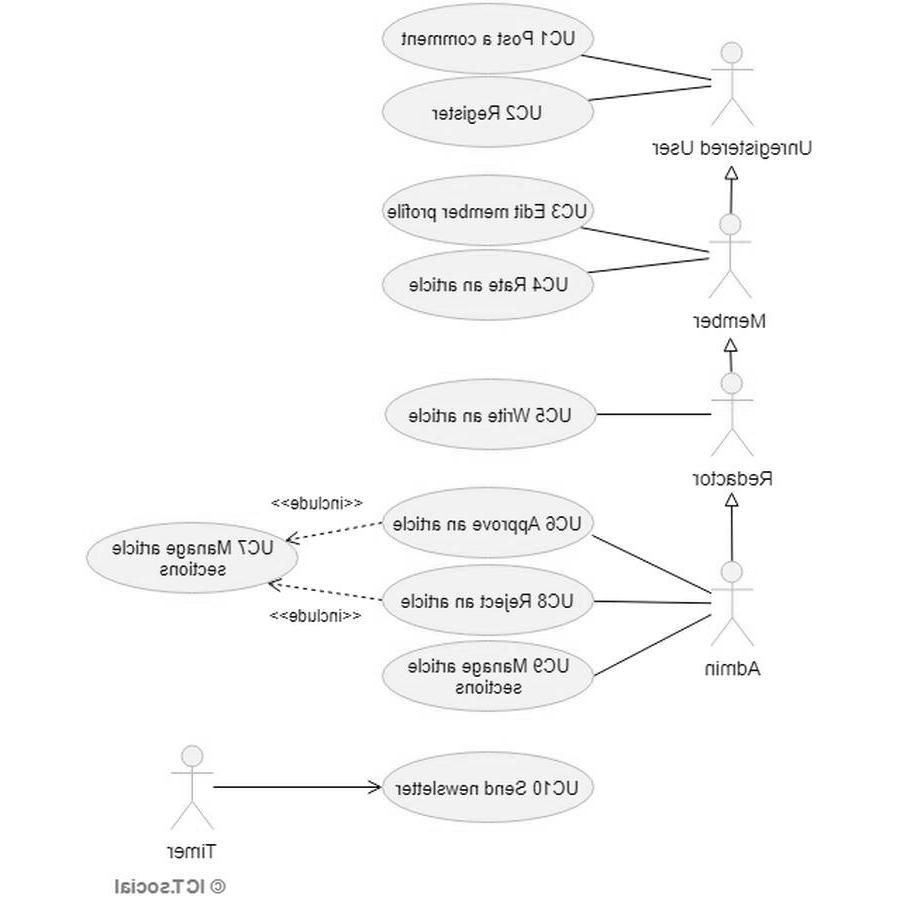 UC1 Post a comment
UC2 Register
Unregistered User
UC3 Edit member profile
UC4 Rate an article
Member
UC5 Write an article
Redactor
<<include>>
UC6 Approve an article
UC7 Manage article
sections
UC8 Reject an article
<<include>>
UC9 Manage article
sections
Admin
UC10 Send newsletter
Timer
© ICT.social